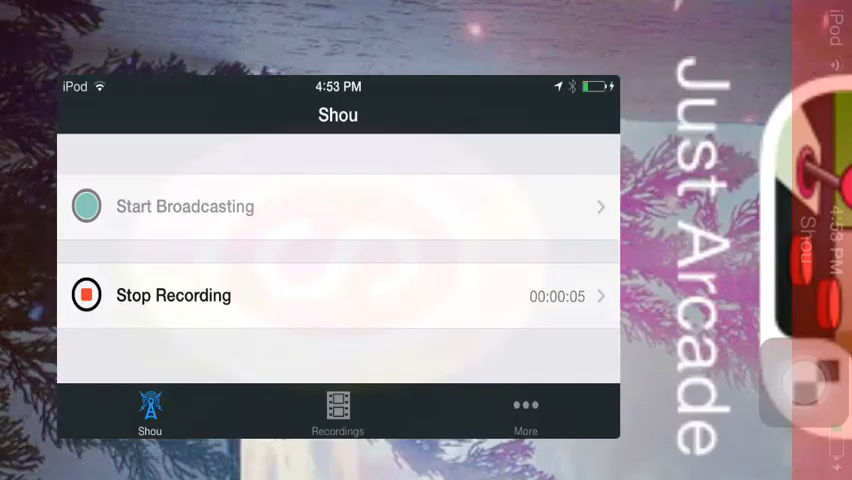 iPod
4:53 PM
Shou
Start Broadcasting
Stop Recording
00:00:05
Shou
Recordings
More
Just Arcade
iPod
4:53 PM
Shou